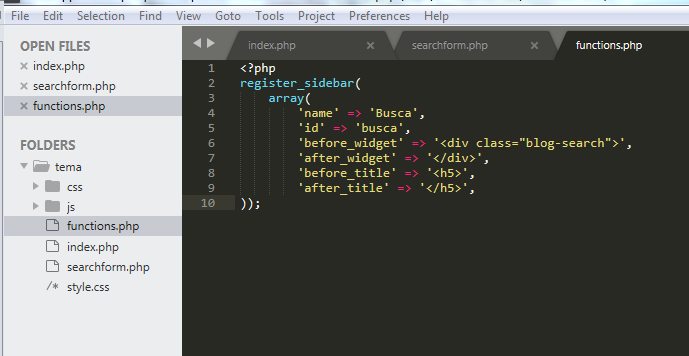 File Edit Selection Find View Goto Tools Project Preferences Help
OPEN FILES
index.php
searchform.php
functions.php
FOLDERS
tema
css
js
functions.php
index.php
searchform.php
/* style.css
index.php × searchform.php × functions.php
1 <?php
2 register_sidebar(
3 array(
4 'name' => 'Busca',
5 'id' => 'busca',
6 'before_widget' => '<div class="blog-search">',
7 'after_widget' => '</div>',
8 'before_title' => '<h5>',
9 'after_title' => '</h5>',
10 ));